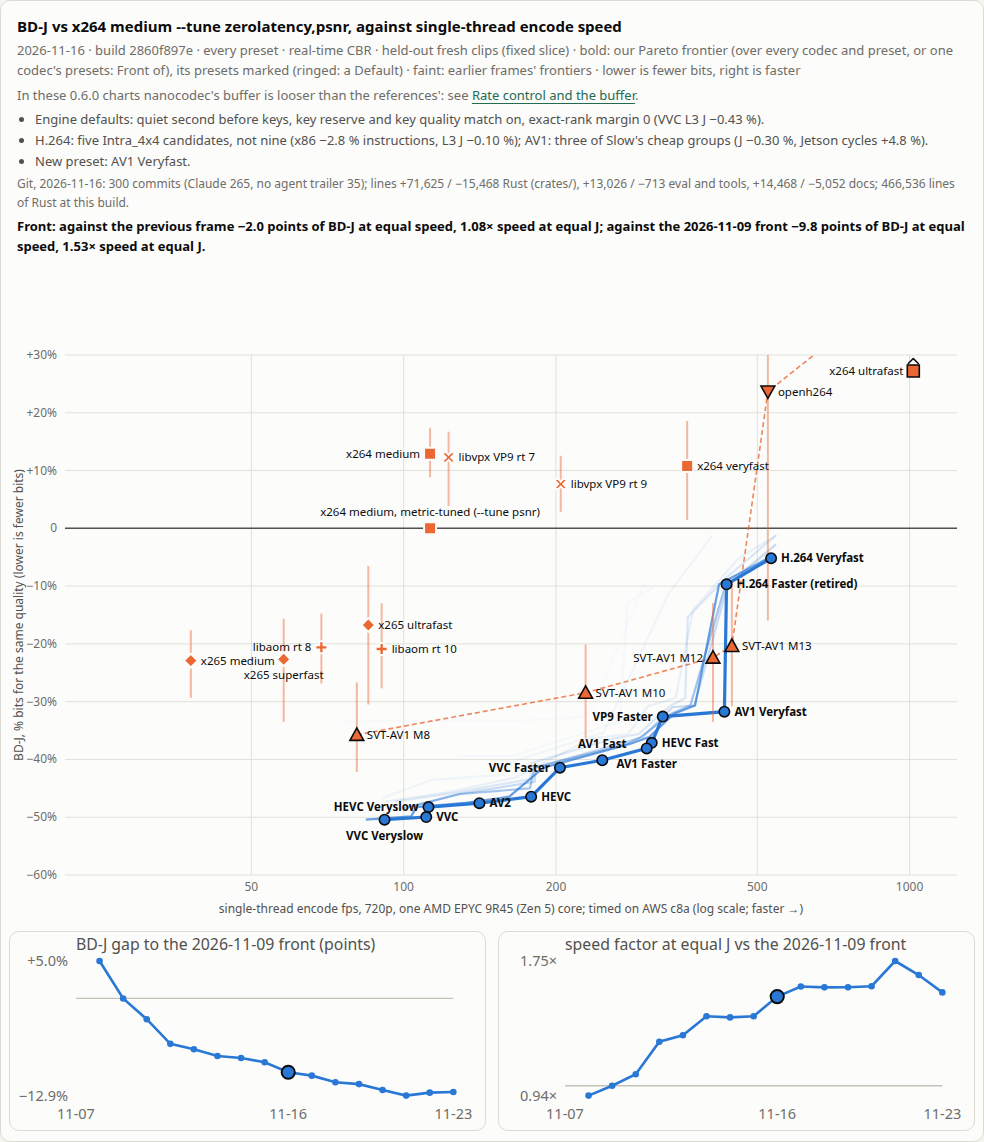 BD-J vs x264 medium --tune zerolatency,psnr, against single-thread encode speed
2026-11-16 · build 2860f897e · every preset · real-time CBR · held-out fresh clips (fixed slice) · bold: our Pareto frontier (over every codec and preset, or one
codec's presets: Front of), its presets marked (ringed: a Default) · faint: earlier frames' frontiers · lower is fewer bits, right is faster
In these 0.6.0 charts nanocodec's buffer is looser than the references': see Rate control and the buffer.
• Engine defaults: quiet second before keys, key reserve and key quality match on, exact-rank margin 0 (VVC L3 J −0.43 %).
• H.264: five Intra_4x4 candidates, not nine (x86 −2.8 % instructions, L3 J −0.10 %); AV1: three of Slow's cheap groups (J −0.30 %, Jetson cycles +4.8 %).
• New preset: AV1 Veryfast.
Git, 2026-11-16: 300 commits (Claude 265, no agent trailer 35); lines +71,625 / −15,468 Rust (crates/), +13,026 / −713 eval and tools, +14,468 / −5,052 docs; 466,536 lines
of Rust at this build.
Front: against the previous frame −2.0 points of BD-J at equal speed, 1.08× speed at equal J; against the 2026-11-09 front −9.8 points of BD-J at equal
speed, 1.53× speed at equal J.
+30%
x264 ultrafast
openh264
+20%
x264 medium
libvpx VP9 rt 7
+10%
x264 veryfast
libvpx VP9 rt 9
x264 medium, metric-tuned (--tune psnr)
0
H.264 Veryfast
−10%
H.264 Faster (retired)
x265 ultrafast
−20%
libaom rt 8
libaom rt 10
SVT-AV1 M13
x265 medium
SVT-AV1 M12
x265 superfast
−30%
SVT-AV1 M10
VP9 Faster
AV1 Veryfast
SVT-AV1 M8
AV1 Fast
HEVC Fast
−40%
AV1 Faster
VVC Faster
HEVC
HEVC Veryslow
AV2
−50%
VVC
VVC Veryslow
−60%
BD-J, % bits for the same quality (lower is fewer bits)
50
100
200
500
1000
single-thread encode fps, 720p, one AMD EPYC 9R45 (Zen 5) core; timed on AWS c8a (log scale; faster →)
BD-J gap to the 2026-11-09 front (points)
+5.0%
−12.9%
11-07
11-16
11-23
speed factor at equal J vs the 2026-11-09 front
1.75×
0.94×
11-07
11-16
11-23